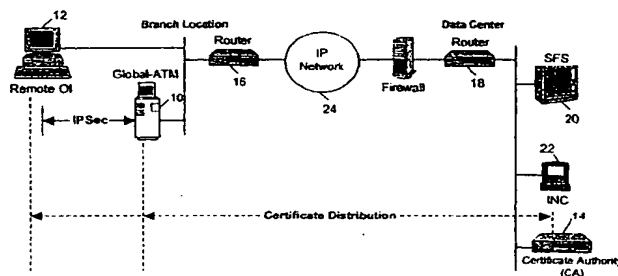 12
Branch Location
Data Center
Router
16
IP
Network
24
Firewall
Router
18
SFS
20
Remote OI
Global-ATM
10
IPSec
22
INC
Certificate Distribution
14
Certificate Authority
(CA)